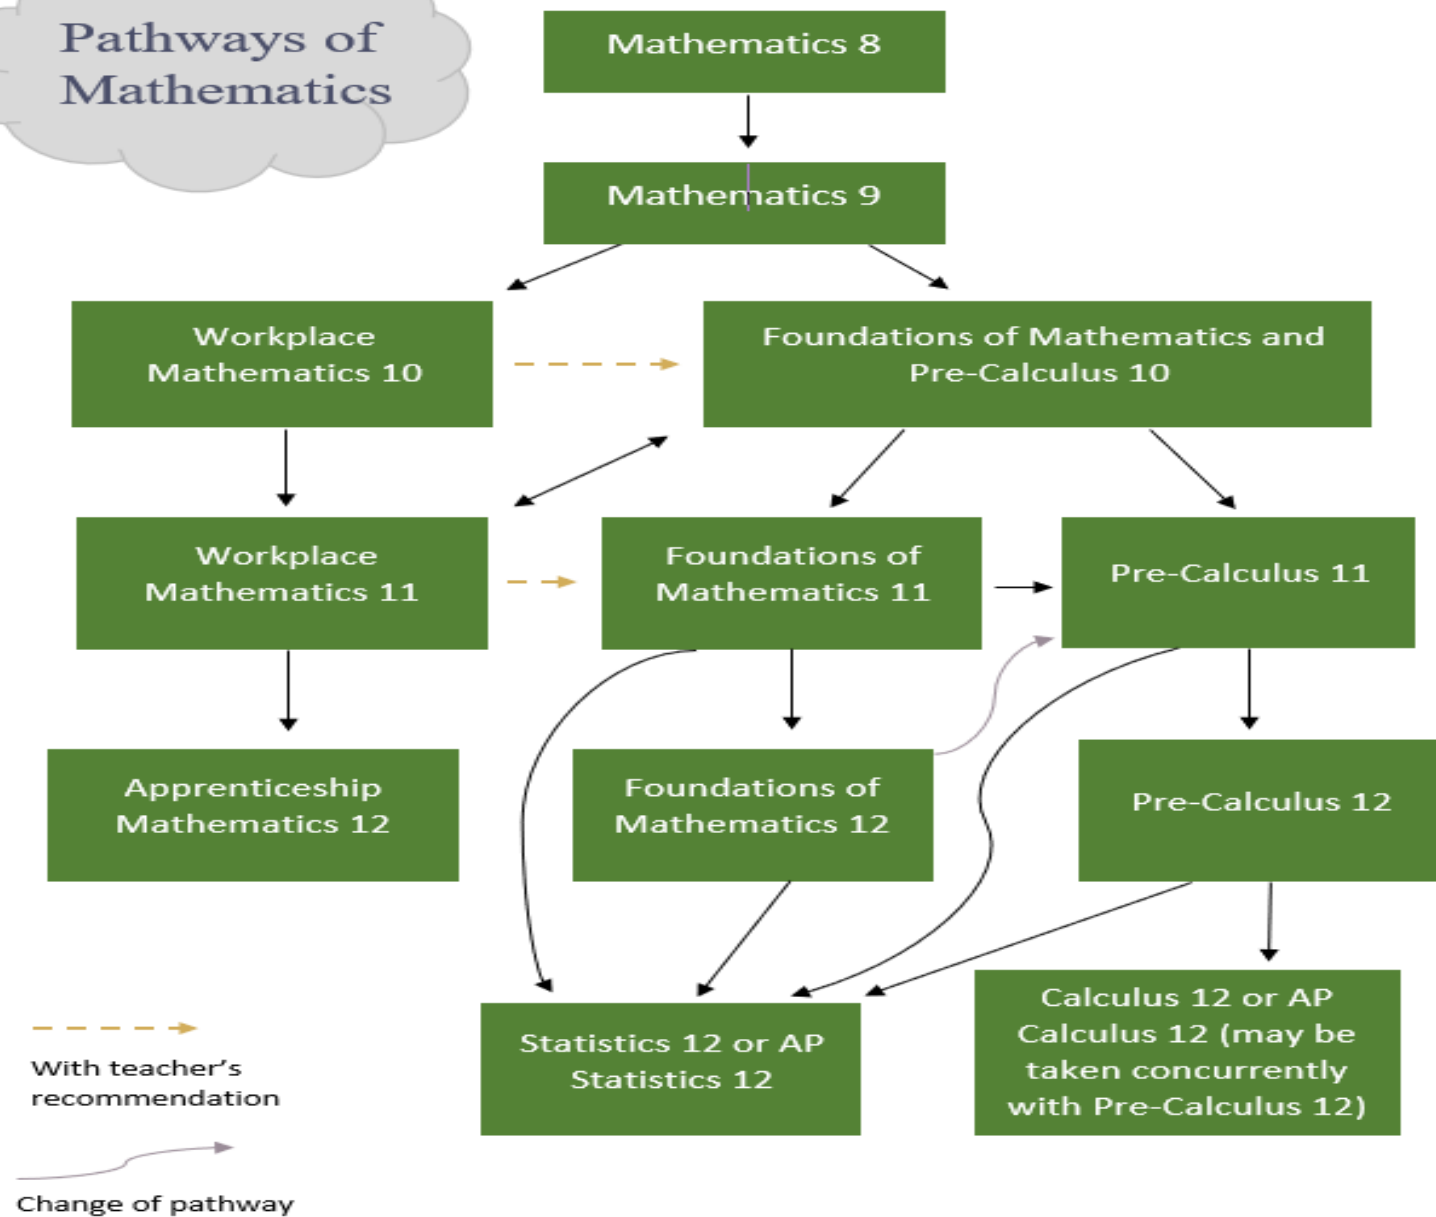 Pathways of
Mathematics
Mathematics 8
Mathematics 9
Workplace
Mathematics 10
Foundations of Mathematics and
Pre-Calculus 10
Workplace
Mathematics 11
Foundations of
Mathematics 11
Pre-Calculus 11
Apprenticeship
Mathematics 12
Foundations of
Mathematics 12
Pre-Calculus 12
Statistics 12 or AP
Statistics 12
Calculus 12 or AP
Calculus 12 (may be
taken concurrently
with Pre-Calculus 12)
With teacher’s
recommendation
Change of pathway